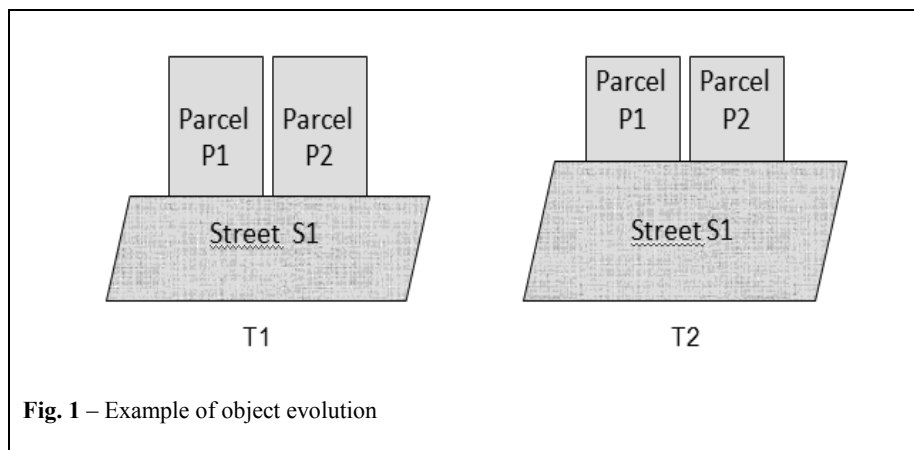 Parcel P1
Parcel P2
Street S1
T1
Parcel P1
Parcel P2
Street S1
T2
Fig. 1 – Example of object evolution